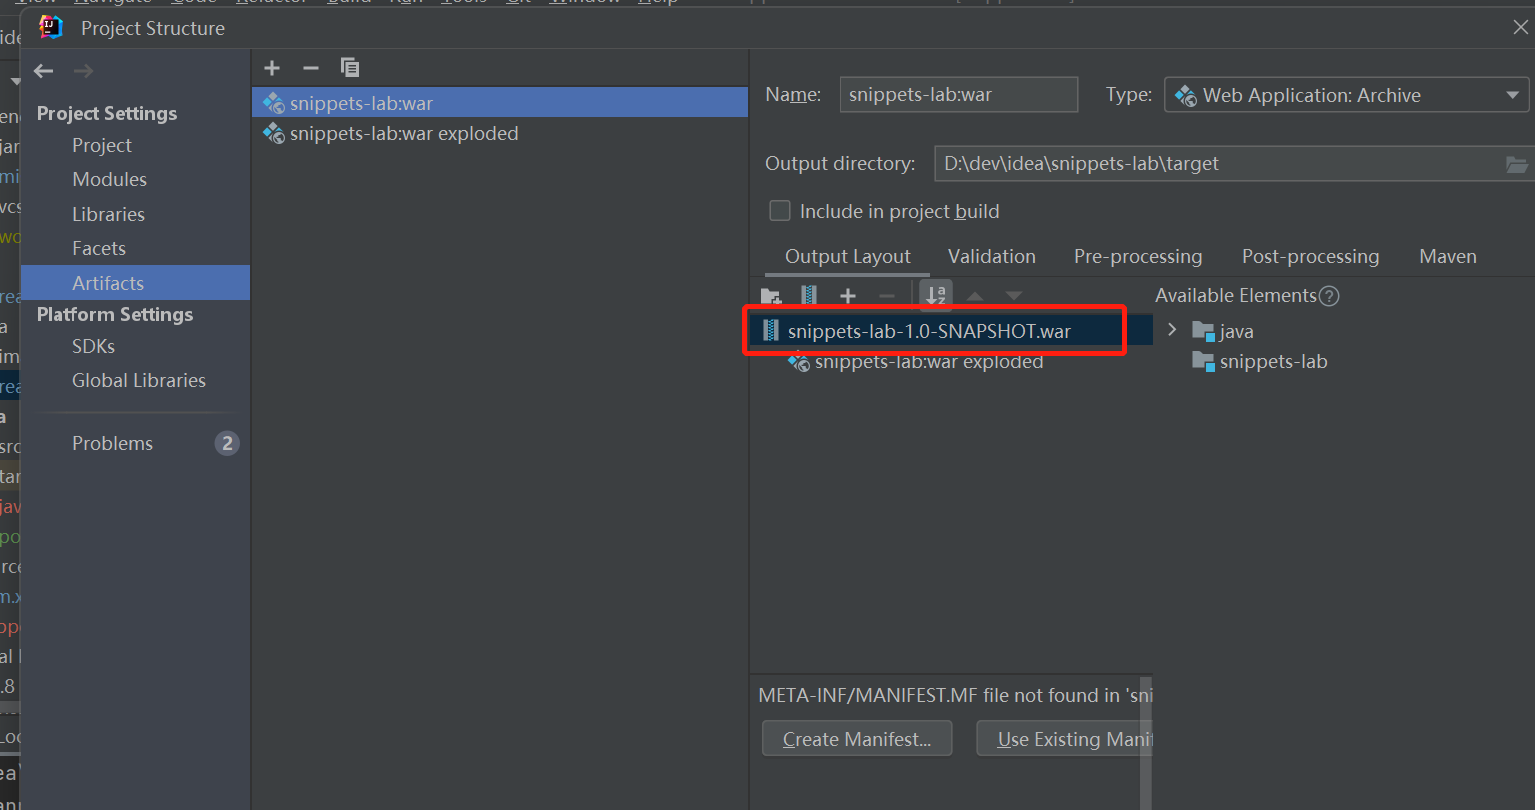 Project Structure
Project Settings
Project
Modules
Libraries
Facets
Artifacts
Platform Settings
SDKs
Global Libraries
Problems
2
snippets-lab:war
snippets-lab:war exploded
Name:
snippets-lab:war
Type:
Web Application: Archive
Output directory:
D:\dev\idea\snippets-lab\target
Include in project build
Output Layout
Validation
Pre-processing
Post-processing
Maven
Available Elements
snippets-lab-1.0-SNAPSHOT.war
snippets-lab:war exploded
java
snippets-lab
META-INF/MANIFEST.MF file not found in 'sni
Create Manifest...
Use Existing Manif